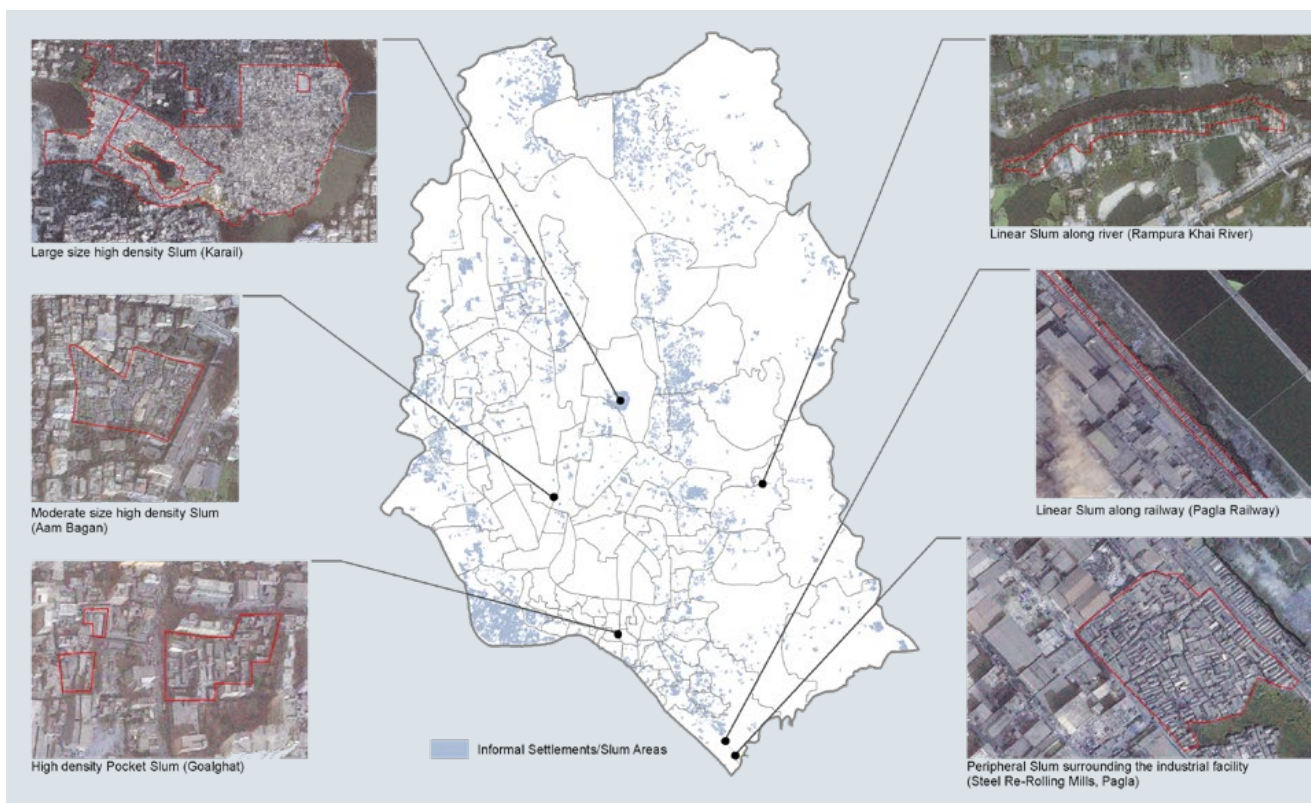 Large size high density Slum (Karail)
Linear Slum along river (Rampura Khai River)
Moderate size high density Slum
(Aam Bagan)
Linear Slum along railway (Pagla Railway)
High density Pocket Slum (Goalghat)
Informal Settlements/Slum Areas
Peripheral Slum surrounding the industrial facility
(Steel Re-Rolling Mills, Pagla)